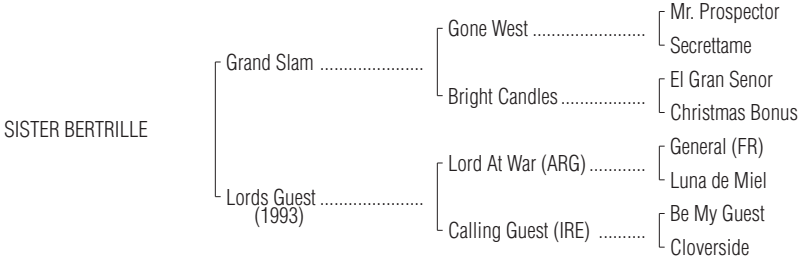 Mr. Prospector
Gone West ........................
Secrettame
Grand Slam ......................
El Gran Senor
Bright Candles ..................
Christmas Bonus
SISTER BERTRILLE
General (FR)
Lord At War (ARG) ............
Luna de Miel
Lords Guest ......................
(1993)
Be My Guest
Calling Guest (IRE) ..........
Cloverside